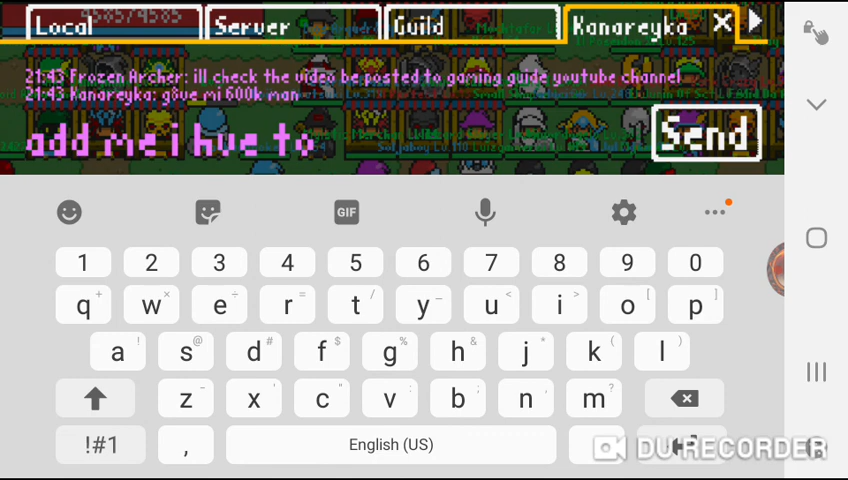 4585/4585
Local
Server
Guild
Kanareyka
21:43 Frozen Archer: ill check the video be posted to gaming guide youtube channel
21:43 Kanareyka: g8ve mi 600k man
add me i hve to
Send
GIF
1 2 3 4 5 6 7 8 9 0
q w e r t y u i o p
a s d f g h j k l
z x c v b n m
!#1 , English (US)
DU RECORDER